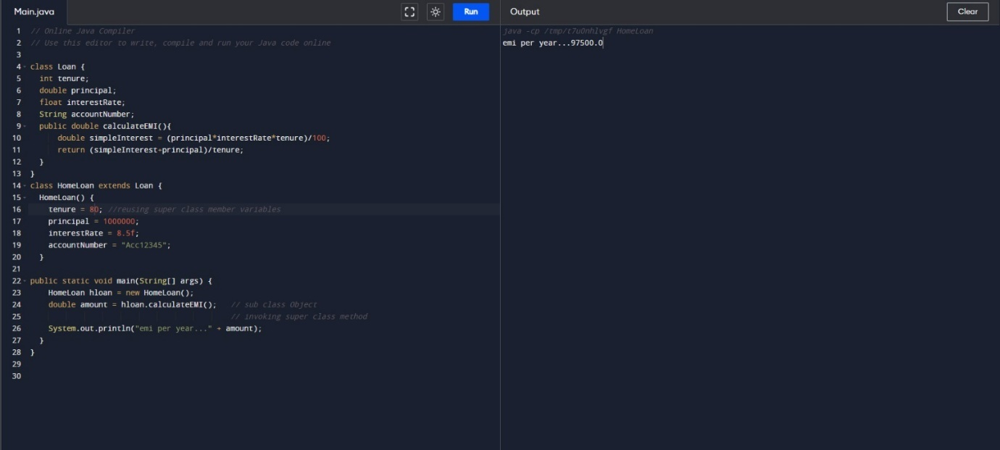 Main.java
Run
Output
Clear
1 // Online Java Compiler
2 // Use this editor to write, compile and run your Java code online
3
4 class Loan {
5 int tenure;
6 double principal;
7 float interestRate;
8 String accountNumber;
9 public double calculateEMI(){
10 double simpleInterest = (principal*interestRate*tenure)/100;
11 return (simpleInterest+principal)/tenure;
12 }
13 }
14 class HomeLoan extends Loan {
15 HomeLoan() {
16 tenure = 80; //reusing super class member variables
17 principal = 1000000;
18 interestRate = 8.5f;
19 accountNumber = "Acc12345";
20 }
21
22 public static void main(String[] args) {
23 HomeLoan hloan = new HomeLoan();
24 double amount = hloan.calculateEMI(); // sub class Object
25 // invoking super class method
26 System.out.println("emi per year..." + amount);
27 }
28 }
29
30
java -cp /tmp/t7u0nhlvgf HomeLoan
emi per year...97500.0